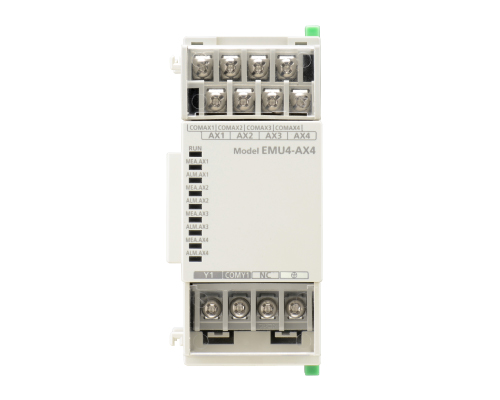 COMAX1 COMAX2 COMAX3 COMAX4
AX1 AX2 AX3 AX4
Model EMU4-AX4
RUN
MEA.AX1
ALM.AX1
MEA.AX2
ALM.AX2
MEA.AX3
ALM.AX3
MEA.AX4
ALM.AX4
Y1 COMY1 NC